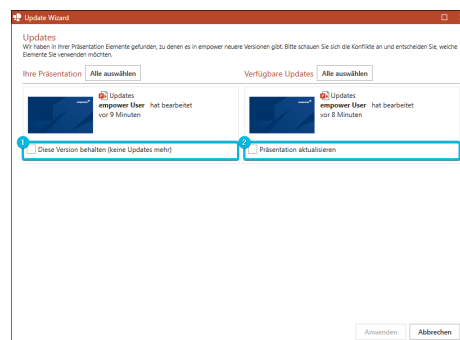 Update Wizard
Updates
Wir haben in Ihrer Präsentation Elemente gefunden, zu denen es in empower neuere Versionen gibt. Bitte schauen Sie sich die Konflikte an und entscheiden Sie, welche
Elemente Sie verwenden möchten.
Ihre Präsentation Alle auswählen
Verfügbare Updates Alle auswählen
Updates
empower User hat bearbeitet
vor 9 Minuten
Updates
empower User hat bearbeitet
vor 8 Minuten
1 Diese Version behalten (keine Updates mehr)
2 Präsentation aktualisieren
Anwenden Abbrechen